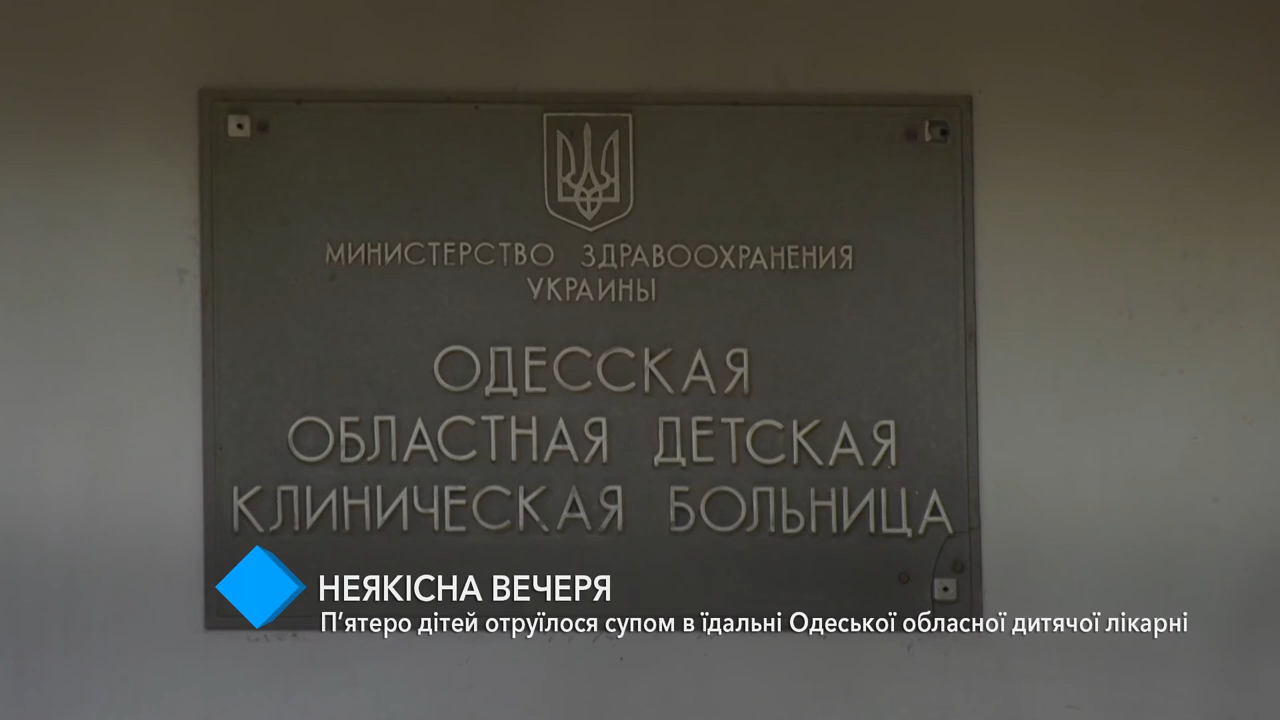 МИНИСТЕРСТВО ЗДРАВООХРАНЕНИЯ
УКРАИНЫ
ОДЕССКАЯ
ОБЛАСТНАЯ ДЕТСКАЯ
КЛИНИЧЕСКАЯ БОЛЬНИЦА
НЕЯКІСНА ВЕЧЕРЯ
П’ятеро дітей отруїлося супом в їдальні Одеської обласної дитячої лікарні